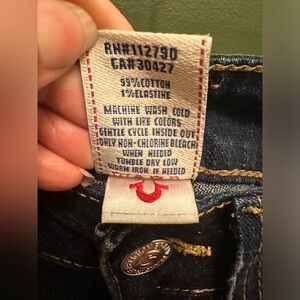 RN#112790
CA#30427
99%COTTON
1%ELASTINE
MACHINE WASH COLD
WITH LIKE COLORS
GENTLE CYCLE INSIDE OUT
ONLY NON-CHLORINE BLEACH
WHEN NEEDED
TUMBLE DRY LOW
WARM IRON IF NEEDED